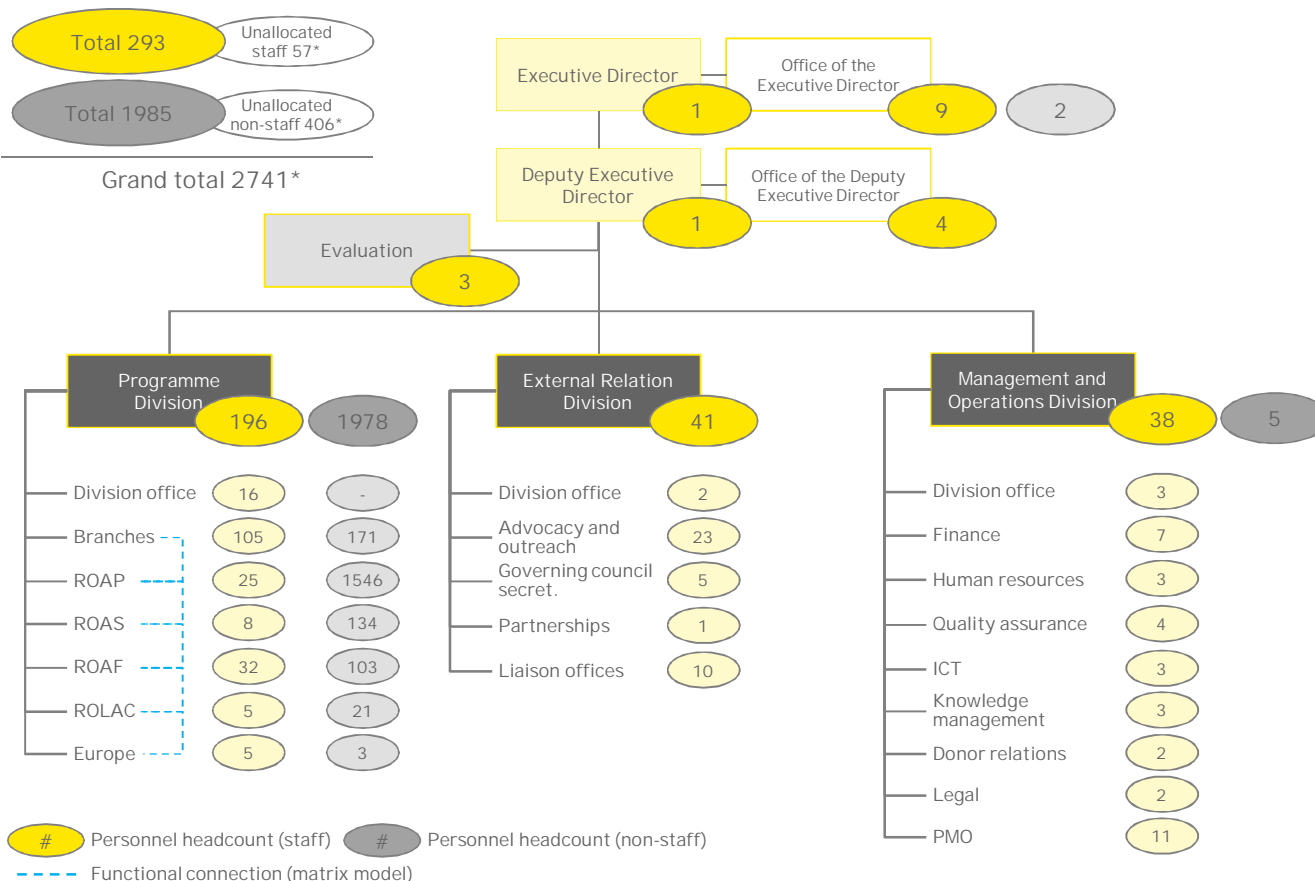 Total 293
Unallocated
staff 57*
Total 1985
Unallocated
non-staff 406*
Grand total 2741*
Executive Director
1
Office of the
Executive Director
9
2
Deputy Executive
Director
1
Office of the Deputy
Executive Director
4
Evaluation
3
Programme
Division
196
1978
Division office
16
-
Branches
105
171
ROAP
25
1546
ROAS
8
134
ROAF
32
103
ROLAC
5
21
Europe
5
3
External Relation
Division
41
Division office
2
Advocacy and
outreach
23
Governing council
secret.
5
Partnerships
1
Liaison offices
10
Management and
Operations Division
38
5
Division office
3
Finance
7
Human resources
3
Quality assurance
4
ICT
3
Knowledge
management
3
Donor relations
2
Legal
2
PMO
11
# Personnel headcount (staff)
# Personnel headcount (non-staff)
Functional connection (matrix model)